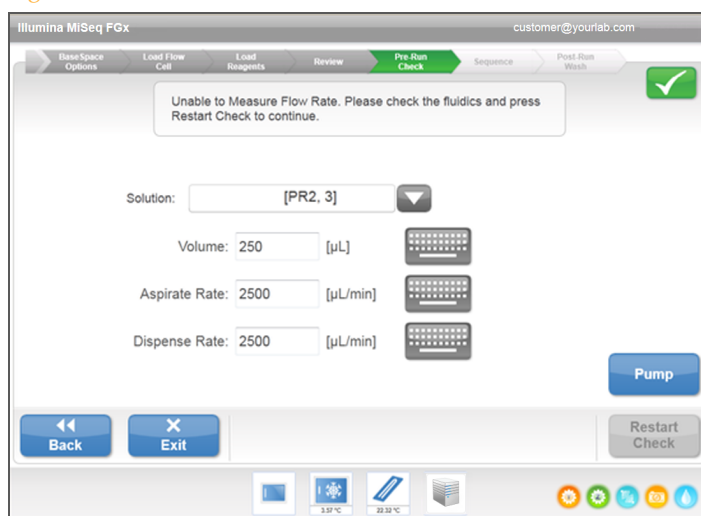 Illumina MiSeq FGx customer@yourlab.com
BaseSpace Options
Load Flow Cell
Load Reagents
Review
Pre-Run Check
Sequence
Post-Run Wash
Unable to Measure Flow Rate. Please check the fluidics and press
Restart Check to continue.
Solution: [PR2, 3]
Volume: 250 [µL]
Aspirate Rate: 2500 [µL/min]
Dispense Rate: 2500 [µL/min]
Pump
Back
Exit
Restart
Check
3.57 °C
22.32 °C